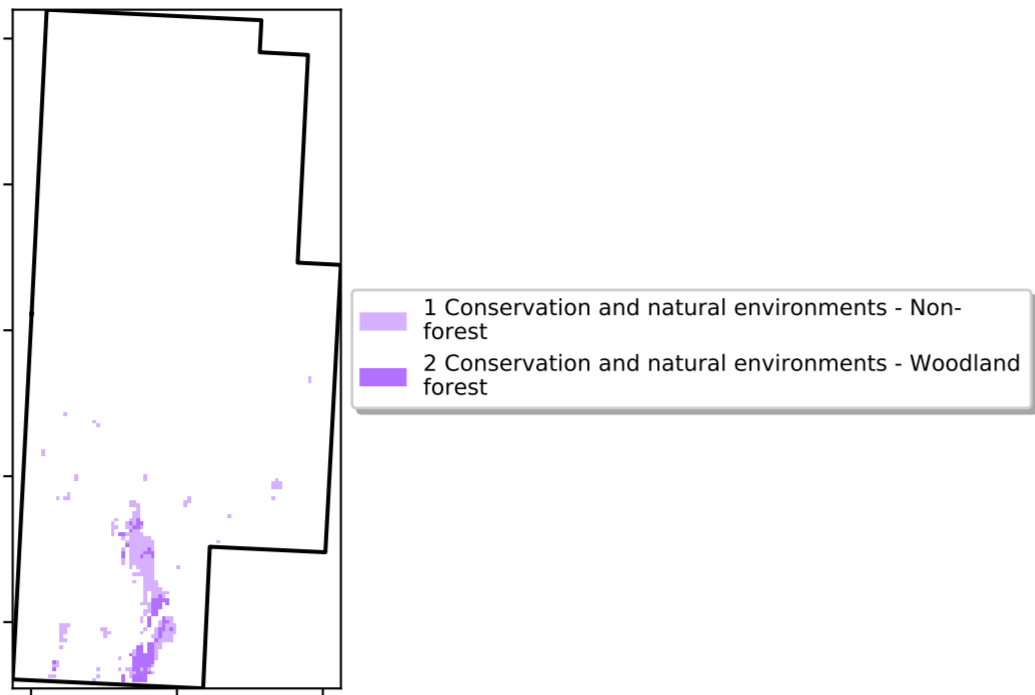 1 Conservation and natural environments - Non-
forest
2 Conservation and natural environments - Woodland
forest